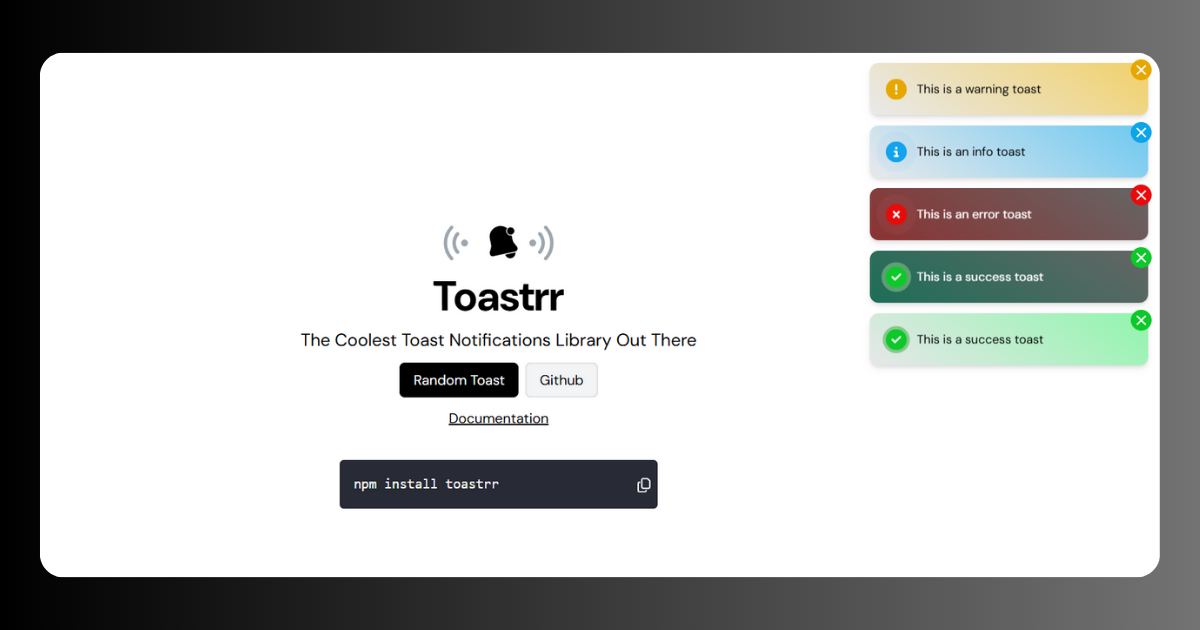 Toastrr
The Coolest Toast Notifications Library Out There
Random Toast
Github
Documentation
npm install toastrr
This is a warning toast
This is an info toast
This is an error toast
This is a success toast
This is a success toast